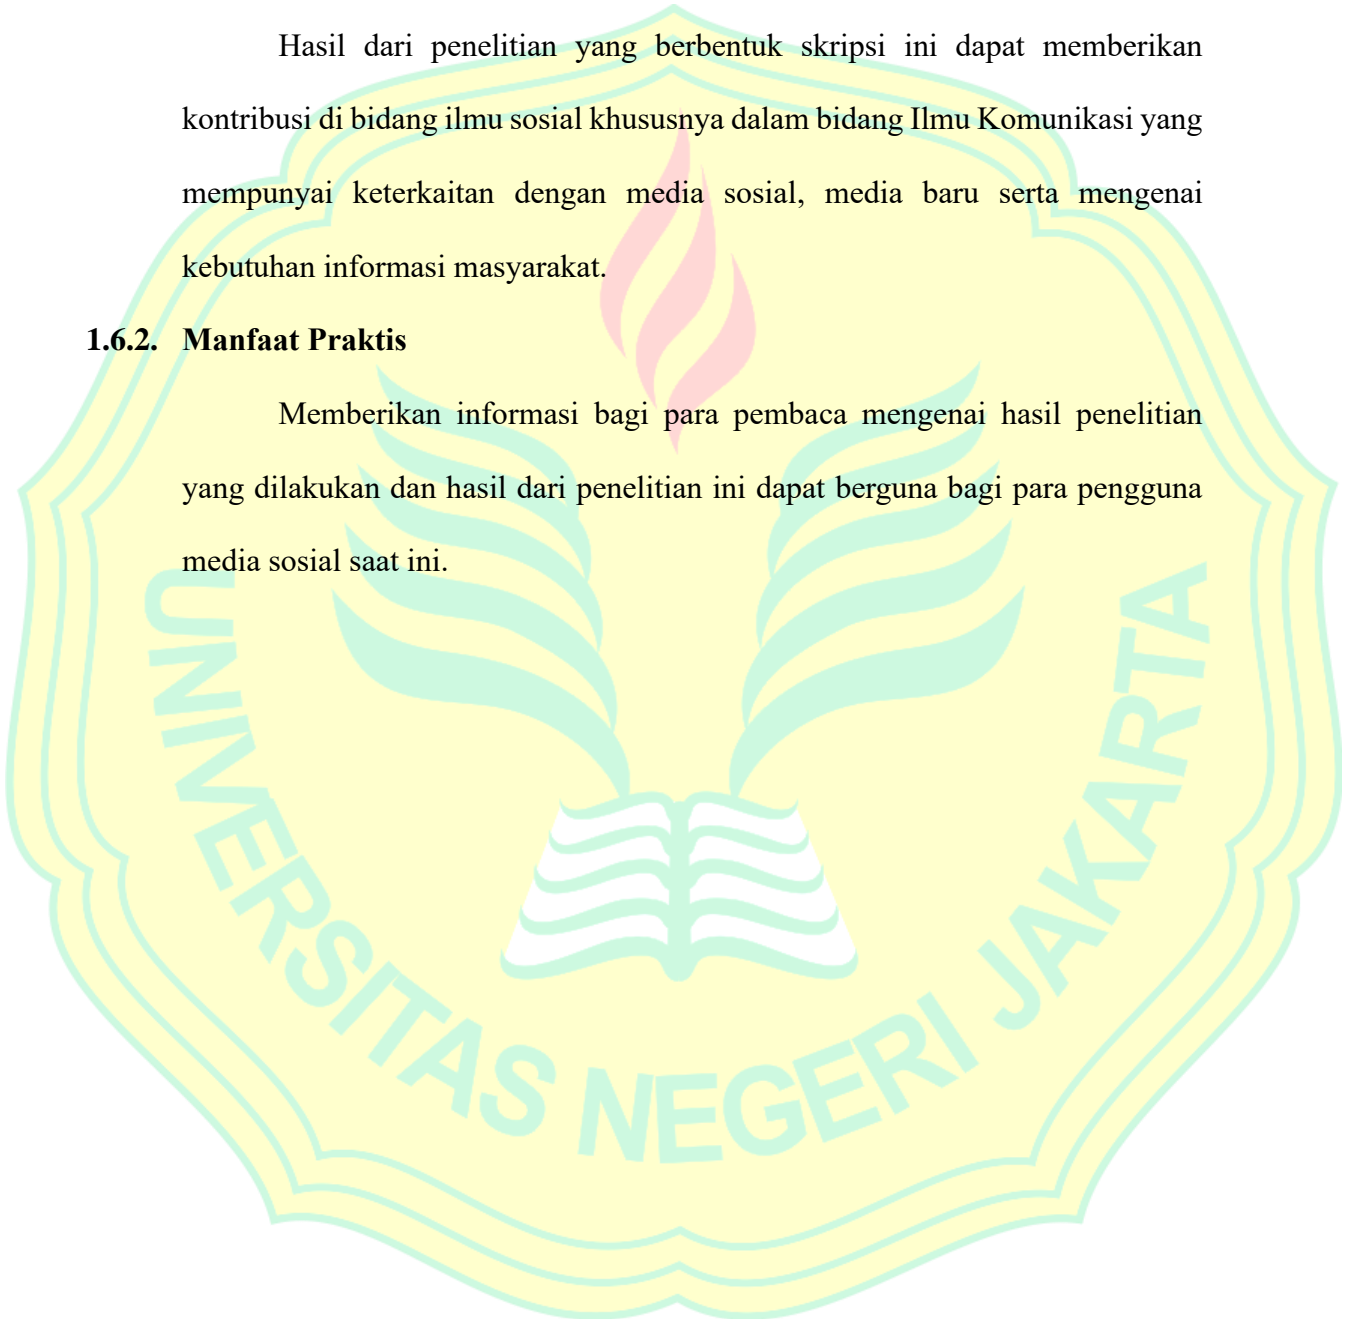 Hasil dari penelitian yang berbentuk skripsi ini dapat memberikan
kontribusi di bidang ilmu sosial khususnya dalam bidang Ilmu Komunikasi yang
mempunyai keterkaitan dengan media sosial, media baru serta mengenai
kebutuhan informasi masyarakat.
1.6.2. Manfaat Praktis
Memberikan informasi bagi para pembaca mengenai hasil penelitian
yang dilakukan dan hasil dari penelitian ini dapat berguna bagi para pengguna
media sosial saat ini.
UNIVERSITAS NEGERI JAKARTA